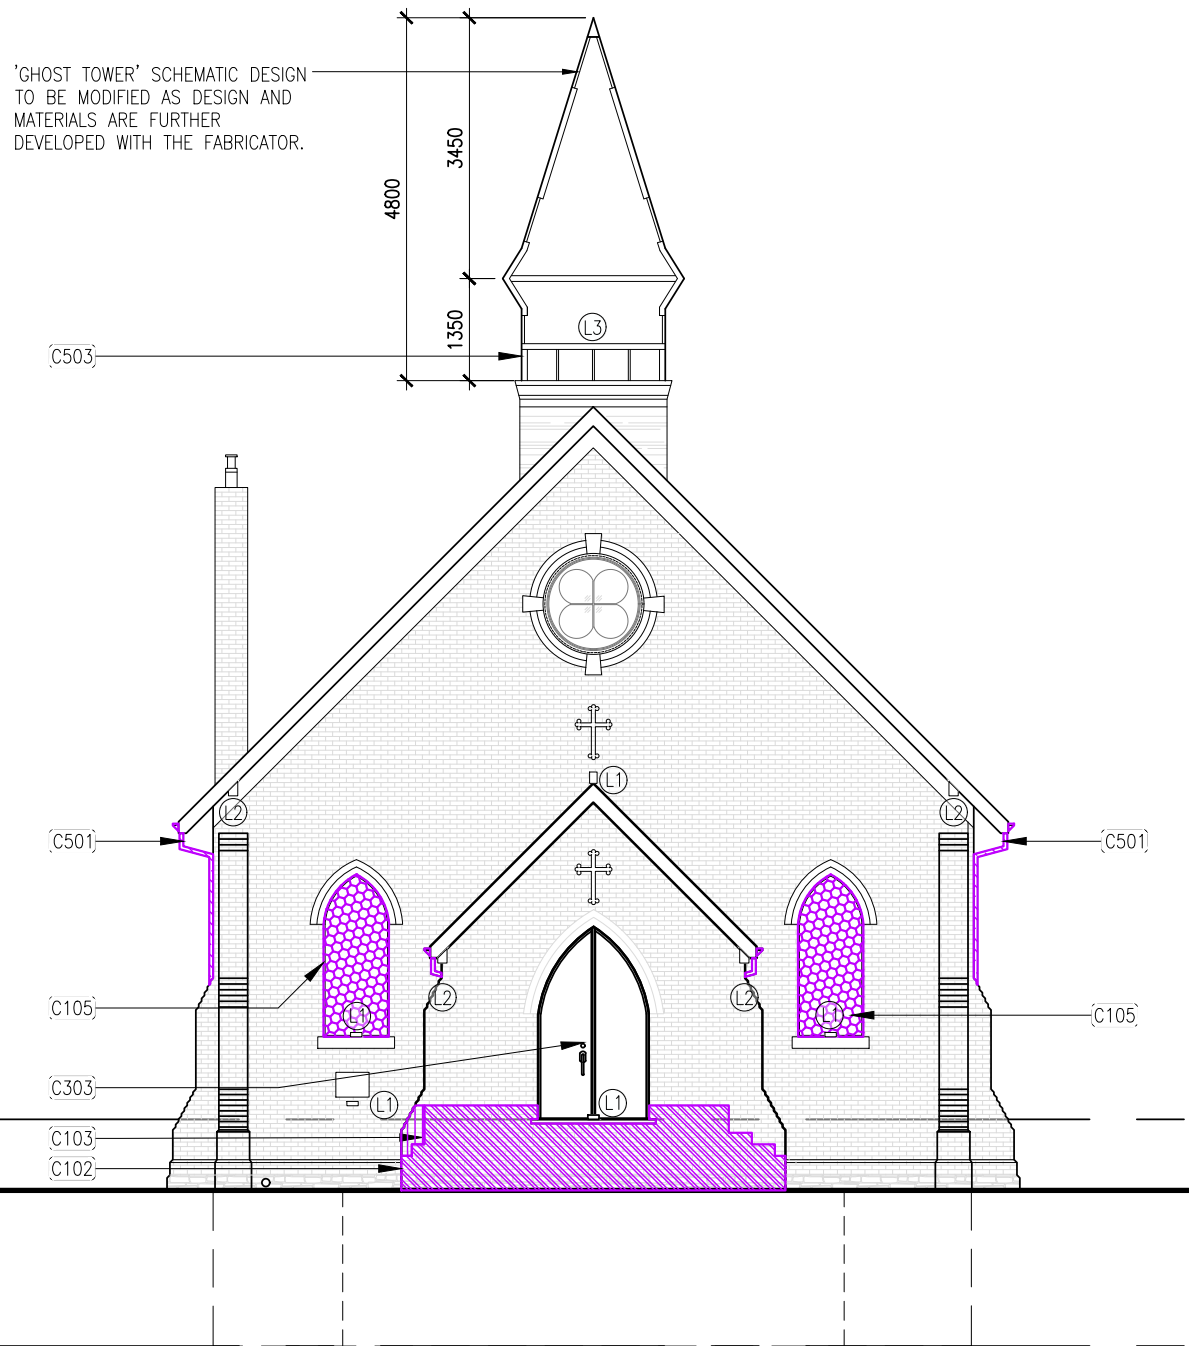 'GHOST TOWER' SCHEMATIC DESIGN
TO BE MODIFIED AS DESIGN AND
MATERIALS ARE FURTHER
DEVELOPED WITH THE FABRICATOR.
3450
4800
1350
L3
C503
L1
L2
L2
C501
C501
L2
L2
C105
L1
L1
C105
C303
L1
L1
C103
C102